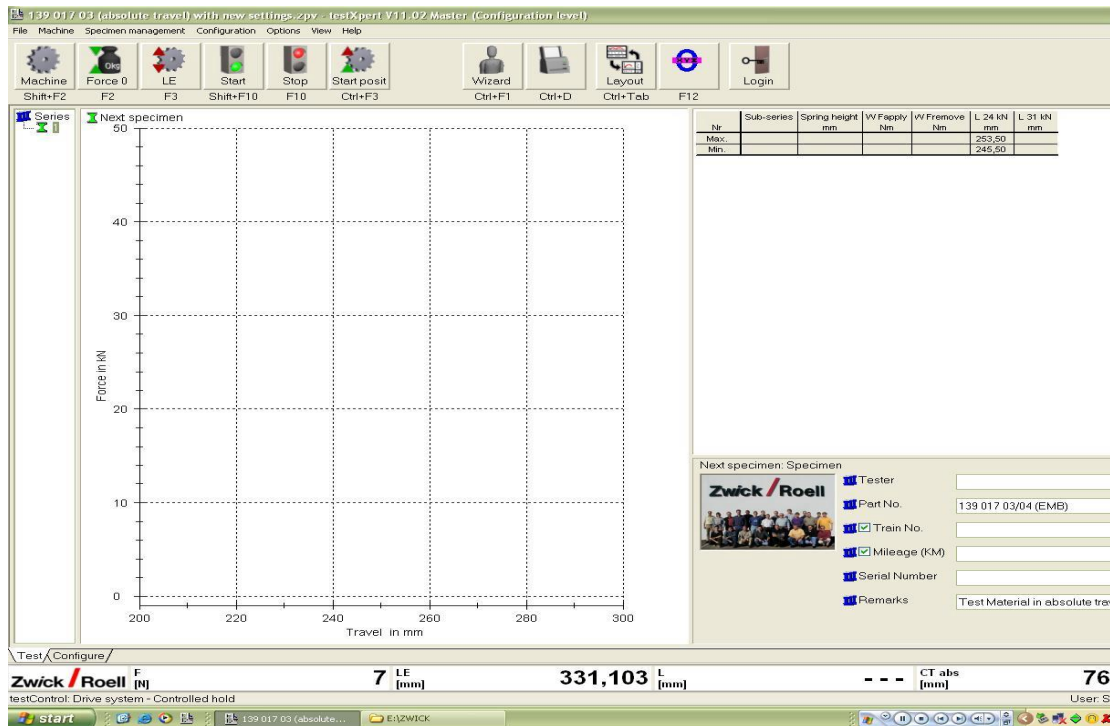 139 017 03 (absolute travel) with new settings.zpv - testXpert V11.02 Master (Configuration level)
File Machine Specimen management Configuration Options View Help
0kg
Machine Force 0 LE Start Stop Start posit Wizard Layout Login
Shift+F2 F2 F3 Shift+F10 F10 Ctrl+F3 Ctrl+F1 Ctrl+D Ctrl+Tab F12
Series
Next specimen
50
40
30
20
10
0
Force in kN
200 220 240 260 280 300
Travel in mm
Sub-series Spring height W Fapply W Fremove L 24 kN L 31 kN
Nr mm Nm Nm mm mm
Max. 253,50
Min. 245,50
Next specimen: Specimen
Zwick / Roell
Tester
Part No. 139 017 03/04 (EMB)
Train No.
Mileage (KM)
Serial Number
Remarks Test Material in absolute tra
Test Configure
Zwick / Roell F [N] 7 LE [mm] 331,103 L [mm] - - - CT abs [mm] 76
testControl: Drive system - Controlled hold User: S
start 139 017 03 (absolute... E:\ZWICK